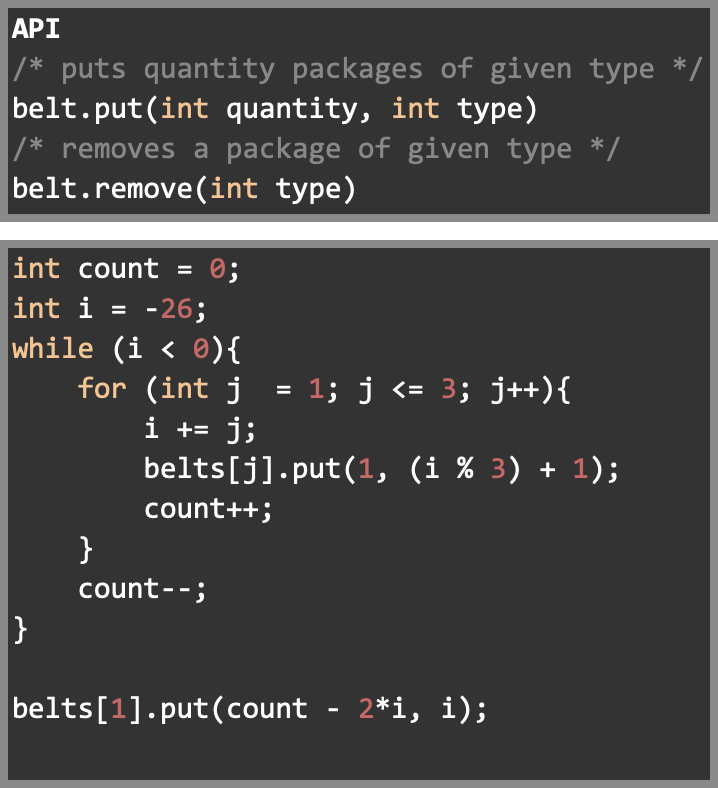 API
/* puts quantity packages of given type */
belt.put(int quantity, int type)
/* removes a package of given type */
belt.remove(int type)
int count = 0;
int i = -26;
while (i < 0){
    for (int j  = 1; j <= 3; j++){
        i += j;
        belts[j].put(1, (i % 3) + 1);
        count++;
    }
    count--;
}
belts[1].put(count - 2*i, i);